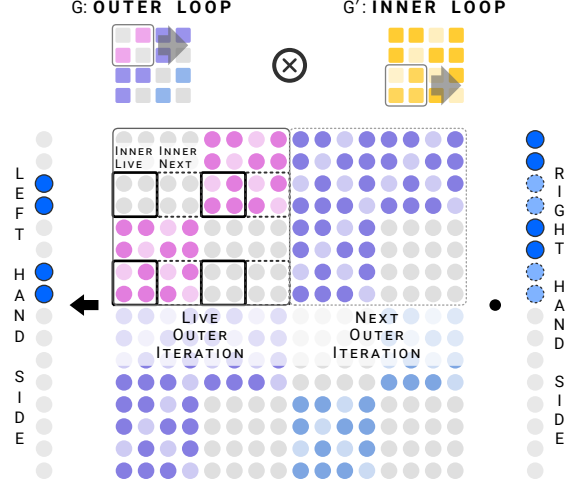 G: OUTER LOOP
G′: INNER LOOP
INNER LIVE
INNER NEXT
LEFT HAND SIDE
RIGHT HAND SIDE
LIVE
OUTER
ITERATION
NEXT
OUTER
ITERATION